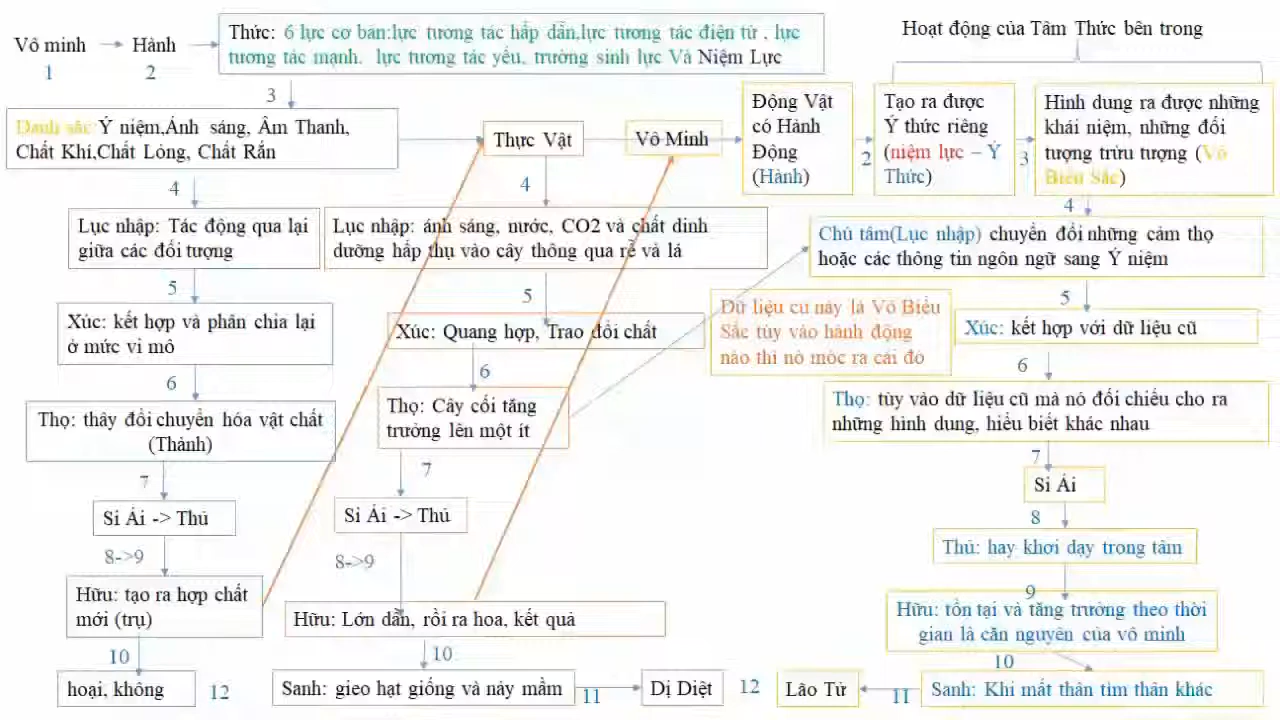 Hoạt động của Tâm Thức bên trong
Vô minh
Hành
1
2
Thức: 6 lực cơ bản:lực tương tác hấp dẫn,lực tương tác điện từ , lực
tương tác mạnh, lực tương tác yếu, trường sinh lực Và Niệm Lực
3
Danh sắc Ý niệm,Ánh sáng, Âm Thanh,
Chất Khí,Chất Lỏng, Chất Rắn
Thực Vật
Vô Minh
Động Vật
có Hành
Động
(Hành)
2
Tạo ra được
Ý thức riêng
(niệm lực – Ý
Thức)
3
Hình dung ra được những
khái niệm, những đối
tượng trừu tượng (Vô
Biểu Sắc)
4
Lục nhập: Tác động qua lại
giữa các đối tượng
5
Xúc: kết hợp và phân chia lại
ở mức vi mô
6
Thọ: thây đổi chuyển hóa vật chất
(Thành)
7
Si Ái -> Thủ
8->9
Hữu: tạo ra hợp chất
mới (trụ)
10
hoại, không
12
4
Lục nhập: ánh sáng, nước, CO2 và chất dinh
dưỡng hấp thụ vào cây thông qua rễ và lá
5
Xúc: Quang hợp, Trao đổi chất
6
Thọ: Cây cối tăng
trưởng lên một ít
7
Si Ái -> Thủ
8->9
Hữu: Lớn dần, rồi ra hoa, kết quả
10
Sanh: gieo hạt giống và nảy mầm
11
Dị Diệt
12
4
Chú tâm(Lục nhập) chuyển đổi những cảm thọ
hoặc các thông tin ngôn ngữ sang Ý niệm
5
Dữ liệu cũ này là Vô Biểu
Sắc tùy vào hành động
nào thì nó móc ra cái đó
Xúc: kết hợp với dữ liệu cũ
6
Thọ: tùy vào dữ liệu cũ mà nó đối chiếu cho ra
những hình dung, hiểu biết khác nhau
7
Si Ái
8
Thủ: hay khơi dạy trong tâm
9
Hữu: tồn tại và tăng trưởng theo thời
gian là căn nguyên của vô minh
10
Sanh: Khi mất thân tìm thân khác
11
Lão Tử